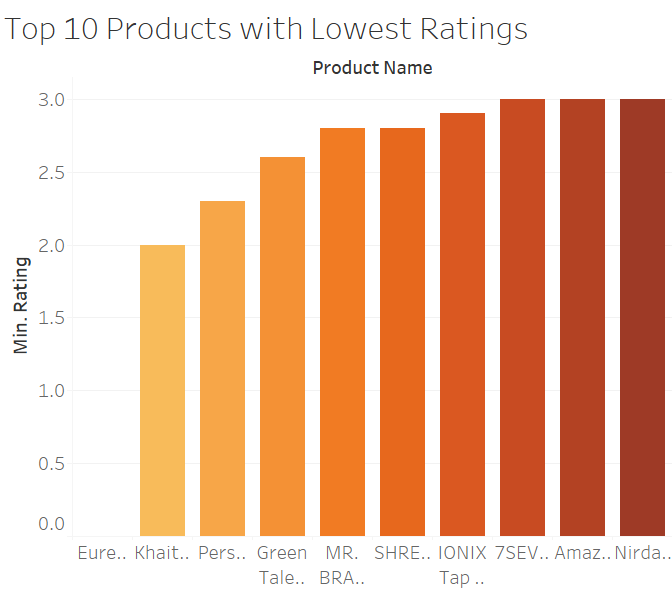 Top 10 Products with Lowest Ratings
Product Name
3.0
2.5
2.0
1.5
1.0
0.5
0.0
Min. Rating
Eure.. Khait.. Pers.. Green MR. SHRE.. IONIX 7SEV.. Amaz.. Nirda..
Tale.. BRA.. Tap ..